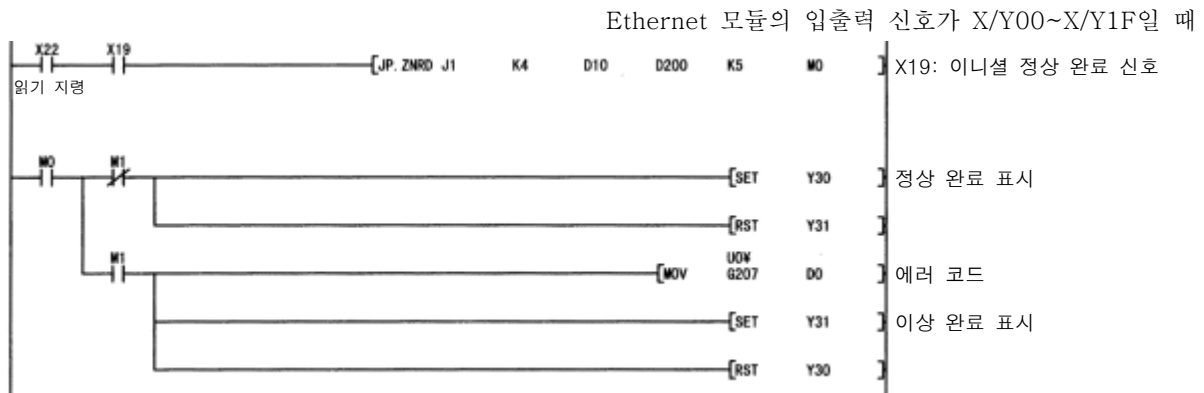 Ethernet 모듈의 입출력 신호가 X/Y00~X/Y1F일 때
X22 X19
[JP.ZNRD J1 K4 D10 D200 K5 M0 ] X19: 이니셜 정상 완료 신호
읽기 지령
M0 M1
[SET Y30 ] 정상 완료 표시
[RST Y31 ]
M1
U0¥
[MOV G207 D0 ] 에러 코드
[SET Y31 ] 이상 완료 표시
[RST Y30 ]